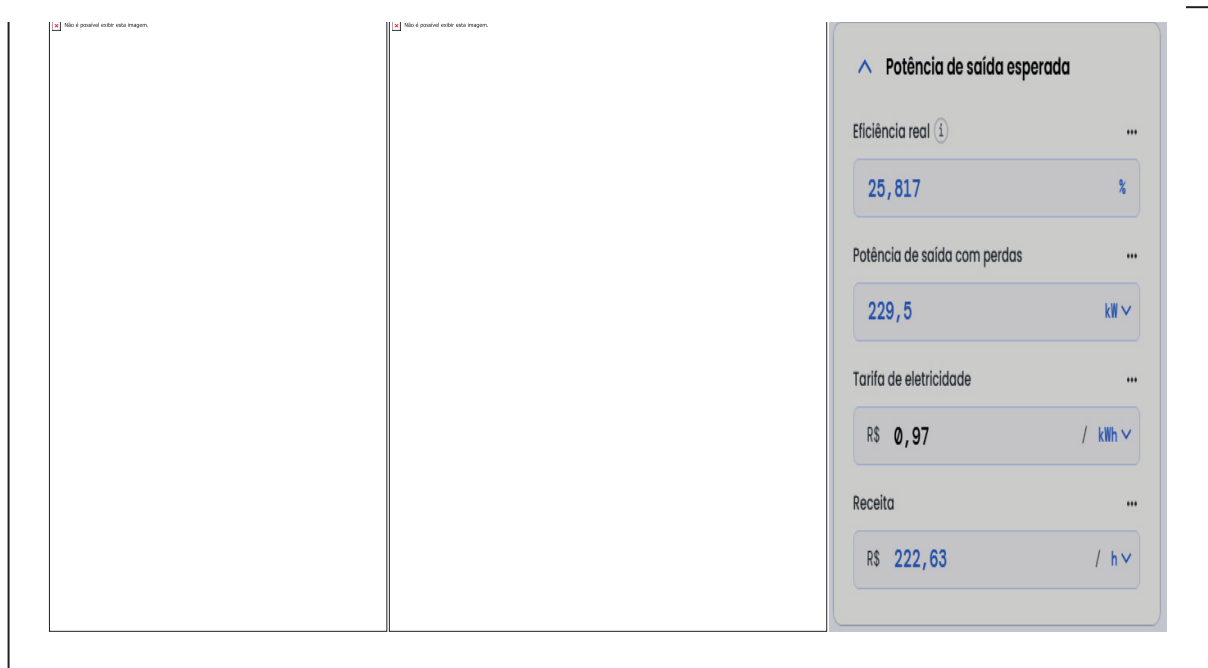 Não é possível exibir esta imagem.
Não é possível exibir esta imagem.
Potência de saída esperada
Eficiência real i
25,817 %
Potência de saída com perdas
229,5 kW
Tarifa de eletricidade
R$ 0,97 / kWh
Receita
R$ 222,63 / h